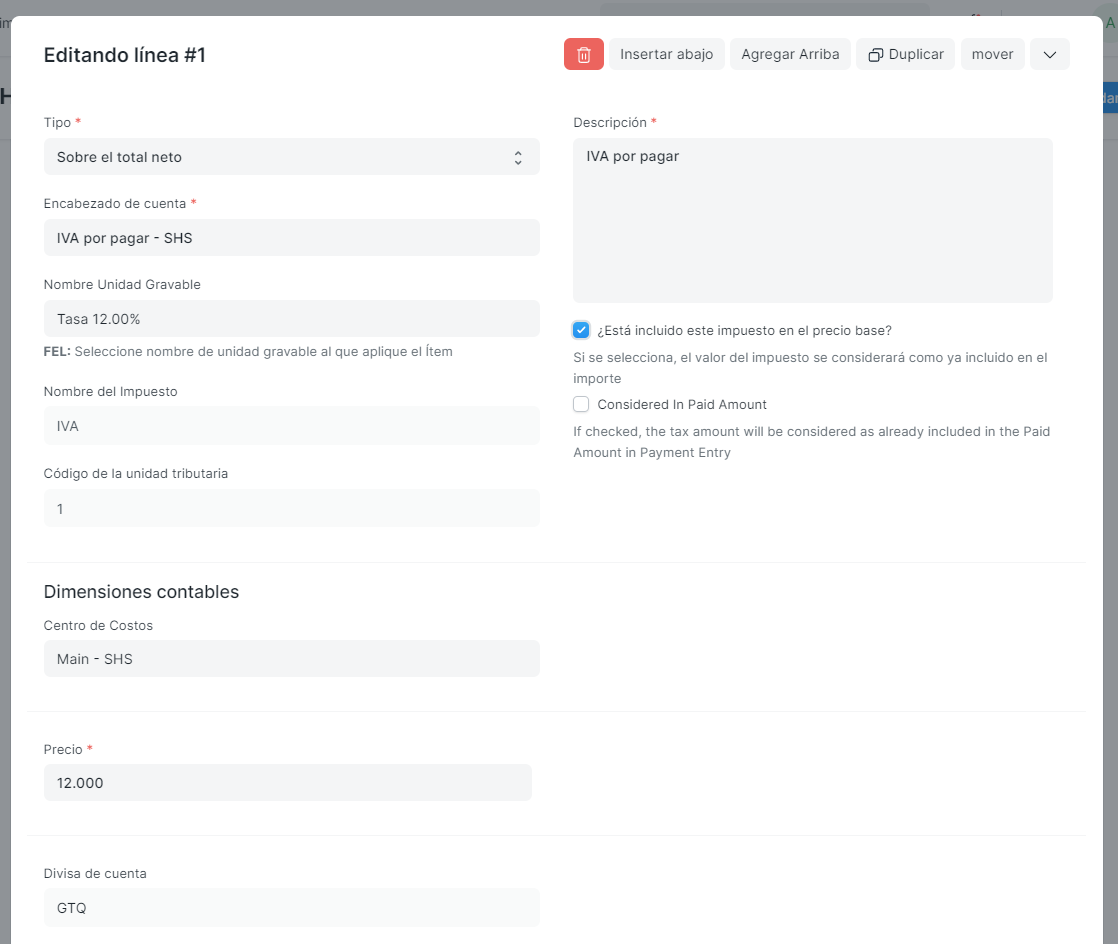 Editando línea #1
Insertar abajo
Agregar Arriba
Duplicar
mover
Tipo *
Sobre el total neto
Encabezado de cuenta *
IVA por pagar - SHS
Nombre Unidad Gravable
Tasa 12.00%
FEL: Seleccione nombre de unidad gravable al que aplique el Ítem
Nombre del Impuesto
IVA
Código de la unidad tributaria
1
Descripción *
IVA por pagar
¿Está incluido este impuesto en el precio base?
Si se selecciona, el valor del impuesto se considerará como ya incluido en el
importe
Considered In Paid Amount
If checked, the tax amount will be considered as already included in the Paid
Amount in Payment Entry
Dimensiones contables
Centro de Costos
Main - SHS
Precio *
12.000
Divisa de cuenta
GTQ